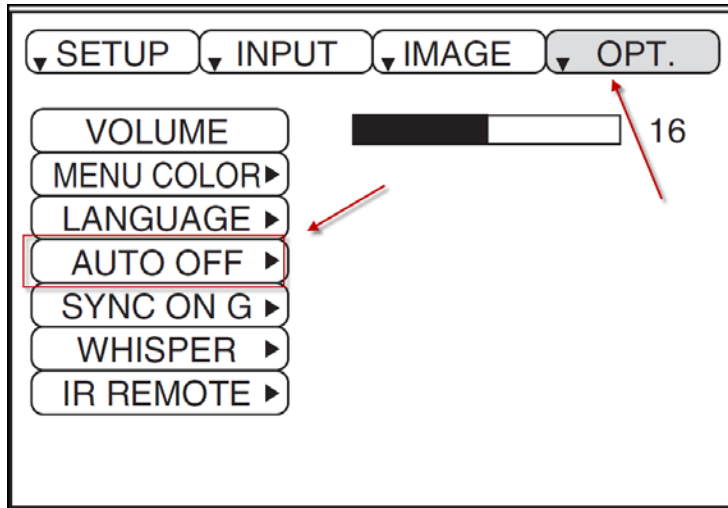 SETUP INPUT IMAGE OPT.
VOLUME 16
MENU COLOR
LANGUAGE
AUTO OFF
SYNC ON G
WHISPER
IR REMOTE